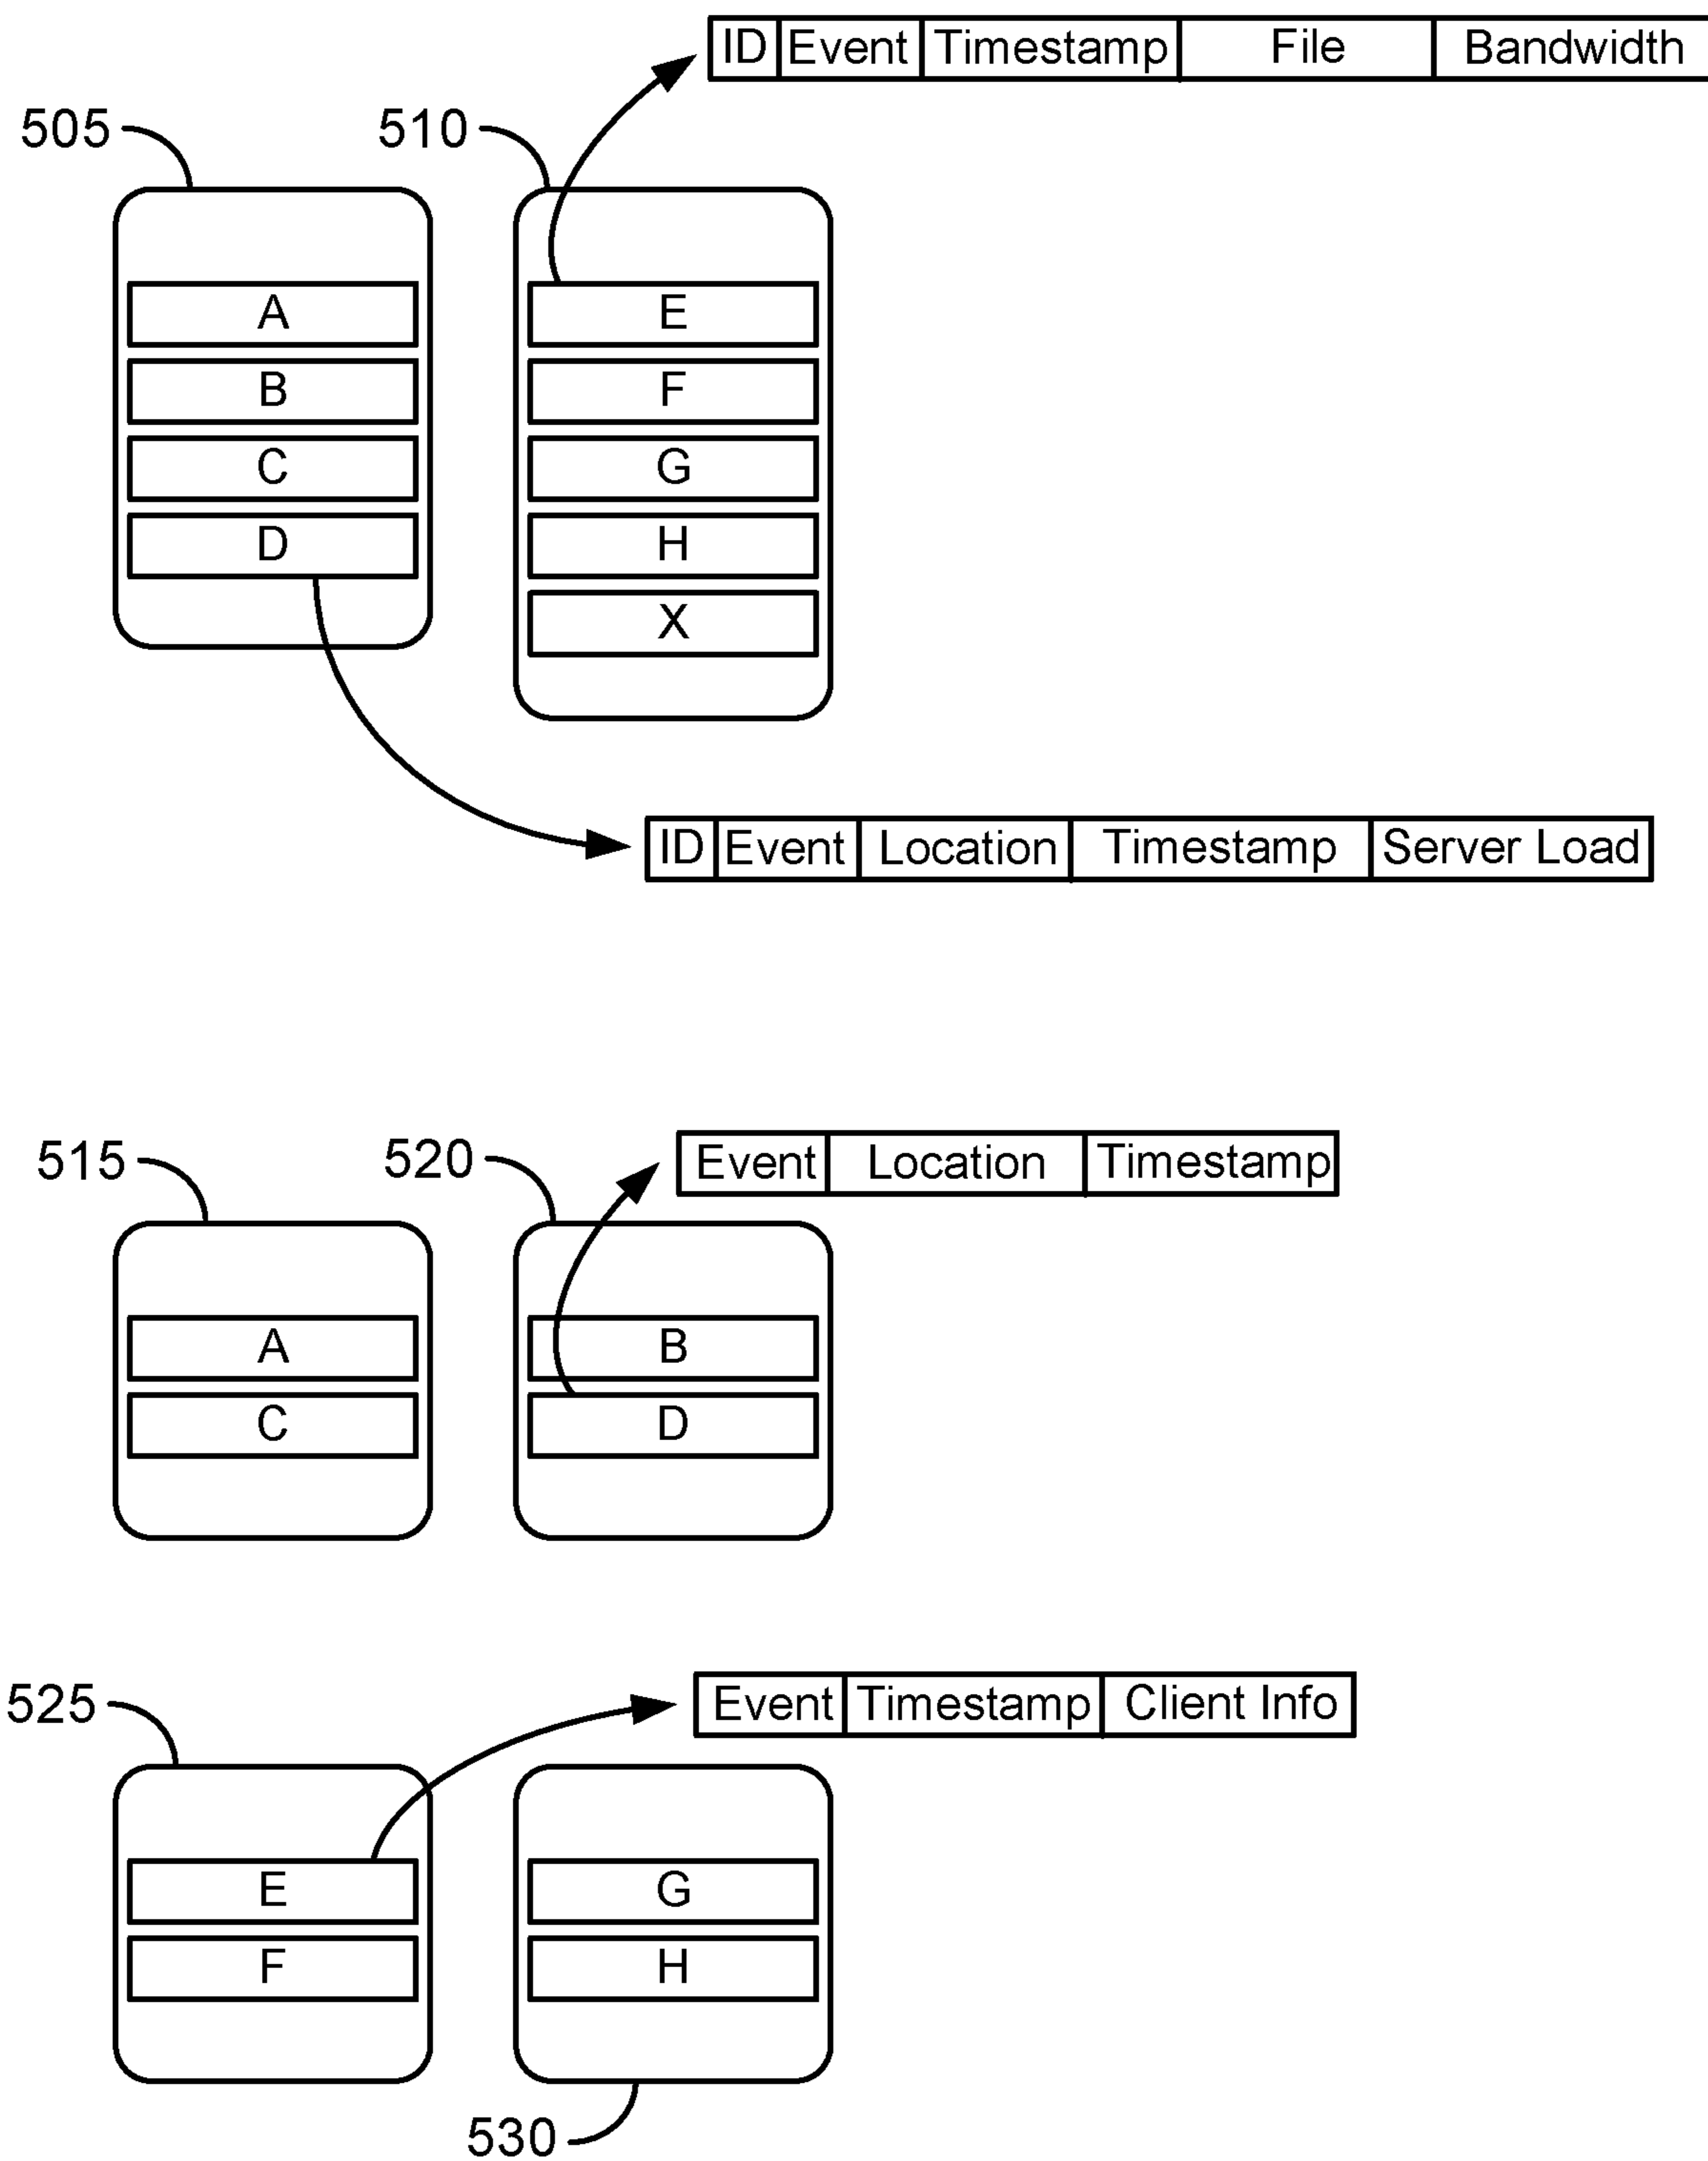 ID Event Timestamp File Bandwidth
505 510
A E
B F
C G
D H
X
ID Event Location Timestamp Server Load
515 520 Event Location Timestamp
A B
C D
525 Event Timestamp Client Info
E G
F H
530